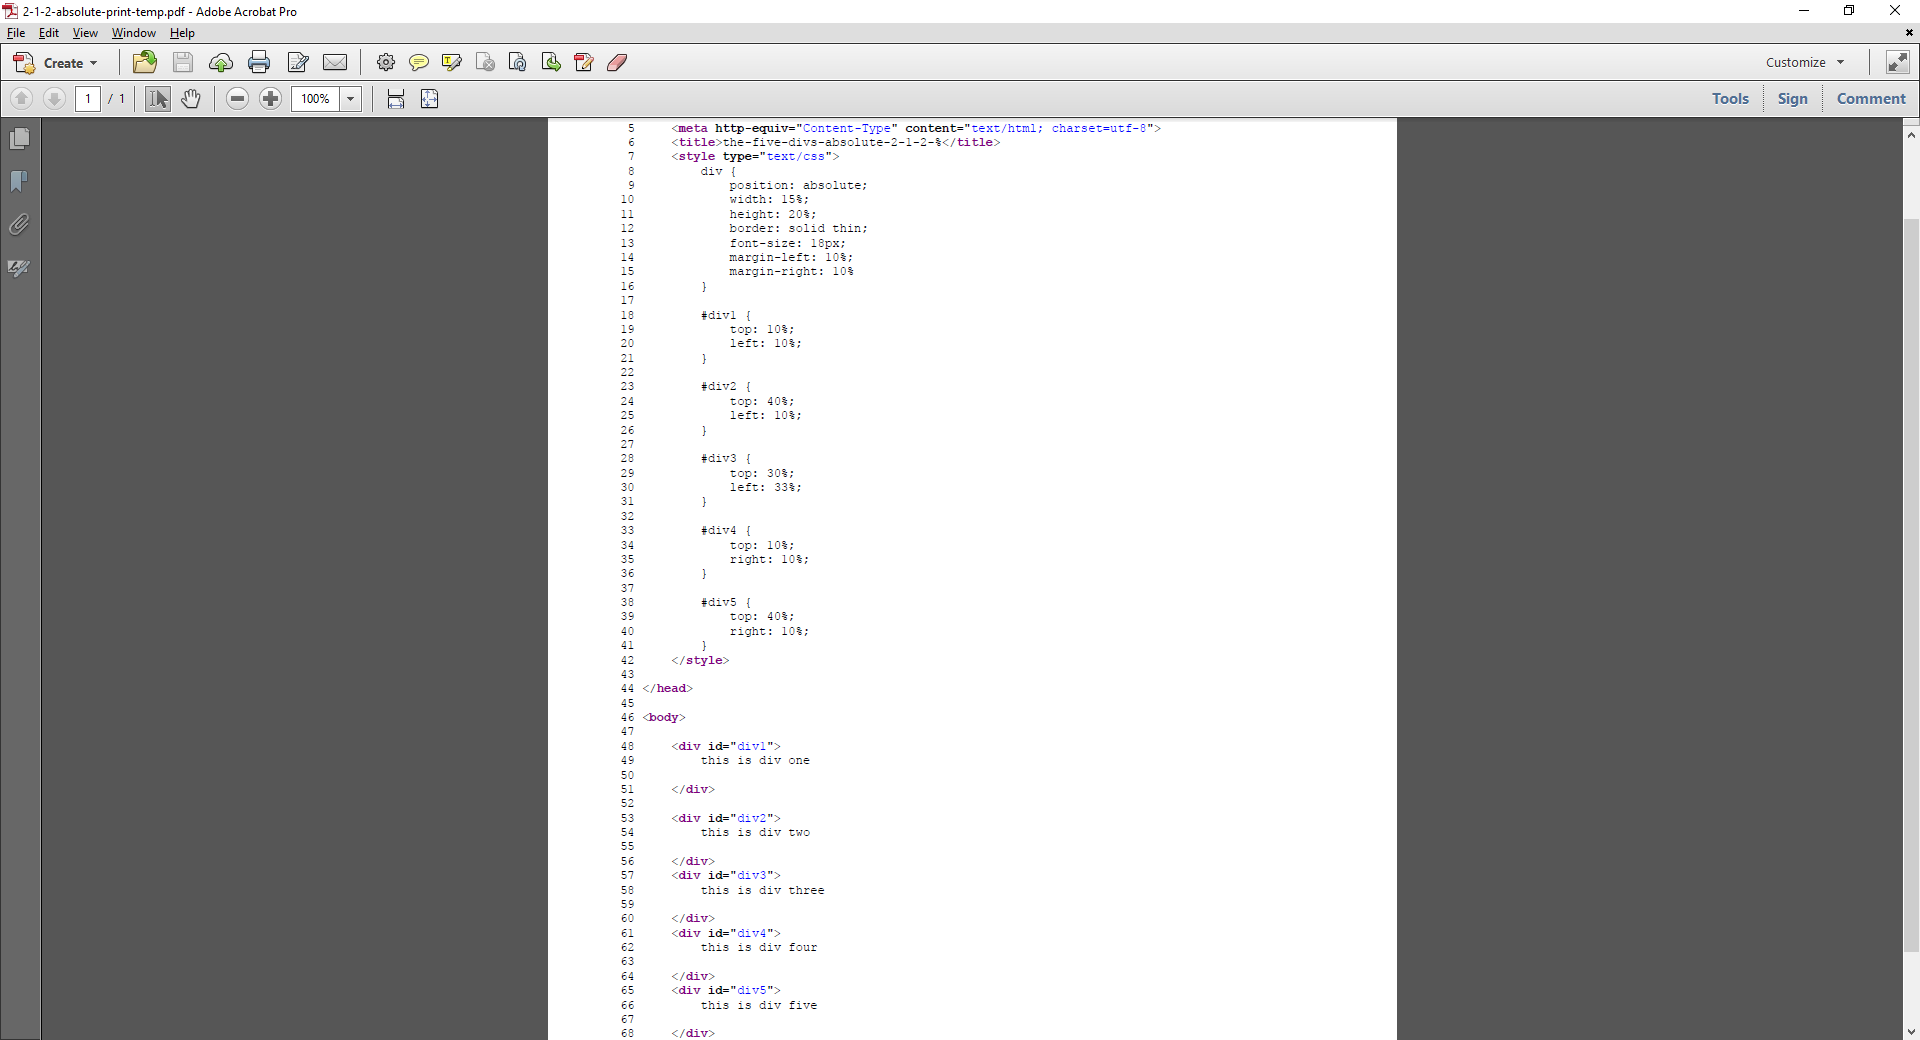 2-1-2-absolute-print-temp.pdf - Adobe Acrobat Pro
File Edit View Window Help
Create Customize
1 / 1 100% Tools Sign Comment
5 <meta http-equiv="Content-Type" content="text/html; charset=utf-8">
6 <title>the-five-divs-absolute-2-1-2-%</title>
7 <style type="text/css">
8 div {
9 position: absolute;
10 width: 15%;
11 height: 20%;
12 border: solid thin;
13 font-size: 18px;
14 margin-left: 10%;
15 margin-right: 10%
16 }
17
18 #div1 {
19 top: 10%;
20 left: 10%;
21 }
22
23 #div2 {
24 top: 40%;
25 left: 10%;
26 }
27
28 #div3 {
29 top: 30%;
30 left: 33%;
31 }
32
33 #div4 {
34 top: 10%;
35 right: 10%;
36 }
37
38 #div5 {
39 top: 40%;
40 right: 10%;
41 }
42 </style>
43
44 </head>
45
46 <body>
47
48 <div id="div1">
49 this is div one
50
51 </div>
52
53 <div id="div2">
54 this is div two
55
56 </div>
57 <div id="div3">
58 this is div three
59
60 </div>
61 <div id="div4">
62 this is div four
63
64 </div>
65 <div id="div5">
66 this is div five
67
68 </div>